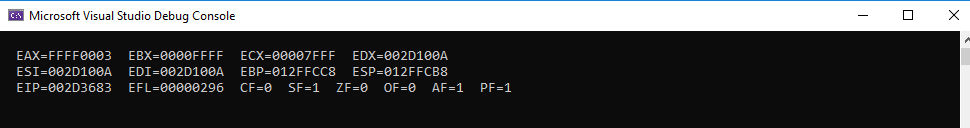 Microsoft Visual Studio Debug Console
EAX=FFFF0003 EBX=0000FFFF ECX=00007FFF EDX=002D100A
ESI=002D100A EDI=002D100A EBP=012FFCC8 ESP=012FFCB8
EIP=002D3683 EFL=00000296 CF=0 SF=1 ZF=0 OF=0 AF=1 PF=1